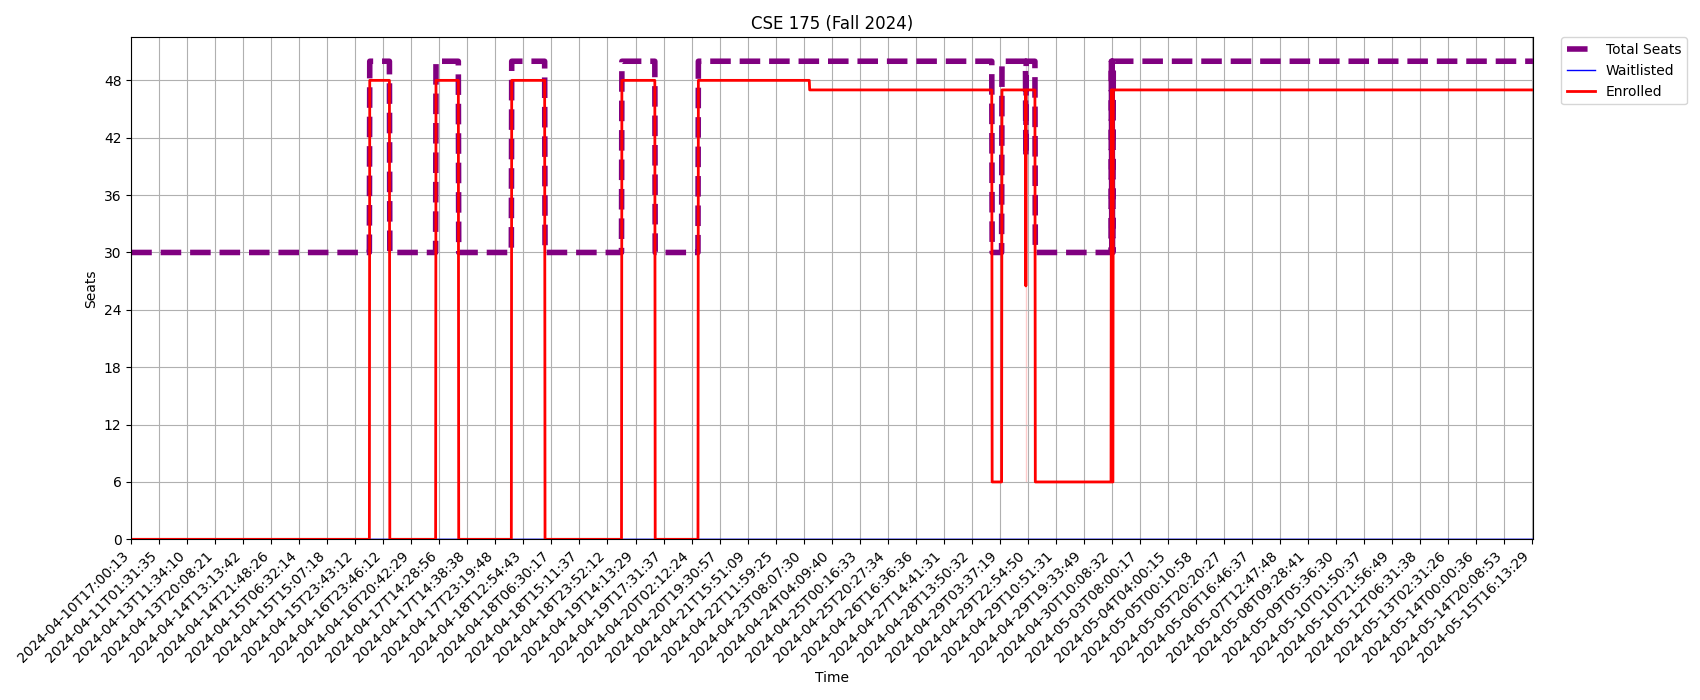 CSE 175 (Fall 2024)
Total Seats
Waitlisted
Enrolled
Seats
48
42
36
30
24
18
12
6
0
2024-04-10T17:00:13
2024-04-11T01:31:35
2024-04-13T11:34:10
2024-04-13T20:08:21
2024-04-14T13:13:42
2024-04-14T21:48:26
2024-04-15T06:32:14
2024-04-15T15:07:18
2024-04-15T23:43:12
2024-04-16T23:46:12
2024-04-16T20:42:29
2024-04-17T14:28:56
2024-04-17T14:38:38
2024-04-17T23:19:48
2024-04-18T12:54:43
2024-04-18T06:30:17
2024-04-18T15:11:37
2024-04-18T23:52:12
2024-04-19T14:13:29
2024-04-19T17:31:37
2024-04-20T02:12:24
2024-04-20T19:30:57
2024-04-21T15:51:09
2024-04-22T11:59:25
2024-04-23T08:07:30
2024-04-24T04:09:40
2024-04-25T00:16:33
2024-04-25T20:27:34
2024-04-26T16:36:36
2024-04-27T14:41:31
2024-04-28T13:50:32
2024-04-29T03:37:19
2024-04-29T22:54:50
2024-04-29T10:51:31
2024-04-29T19:33:49
2024-04-30T10:08:32
2024-05-03T08:00:17
2024-05-04T04:00:15
2024-05-05T00:10:58
2024-05-05T20:20:27
2024-05-06T16:46:37
2024-05-07T12:47:48
2024-05-08T09:28:41
2024-05-09T05:36:30
2024-05-10T01:50:37
2024-05-10T21:56:49
2024-05-12T06:31:38
2024-05-13T02:31:26
2024-05-14T00:00:36
2024-05-14T20:08:53
2024-05-15T16:13:29
Time